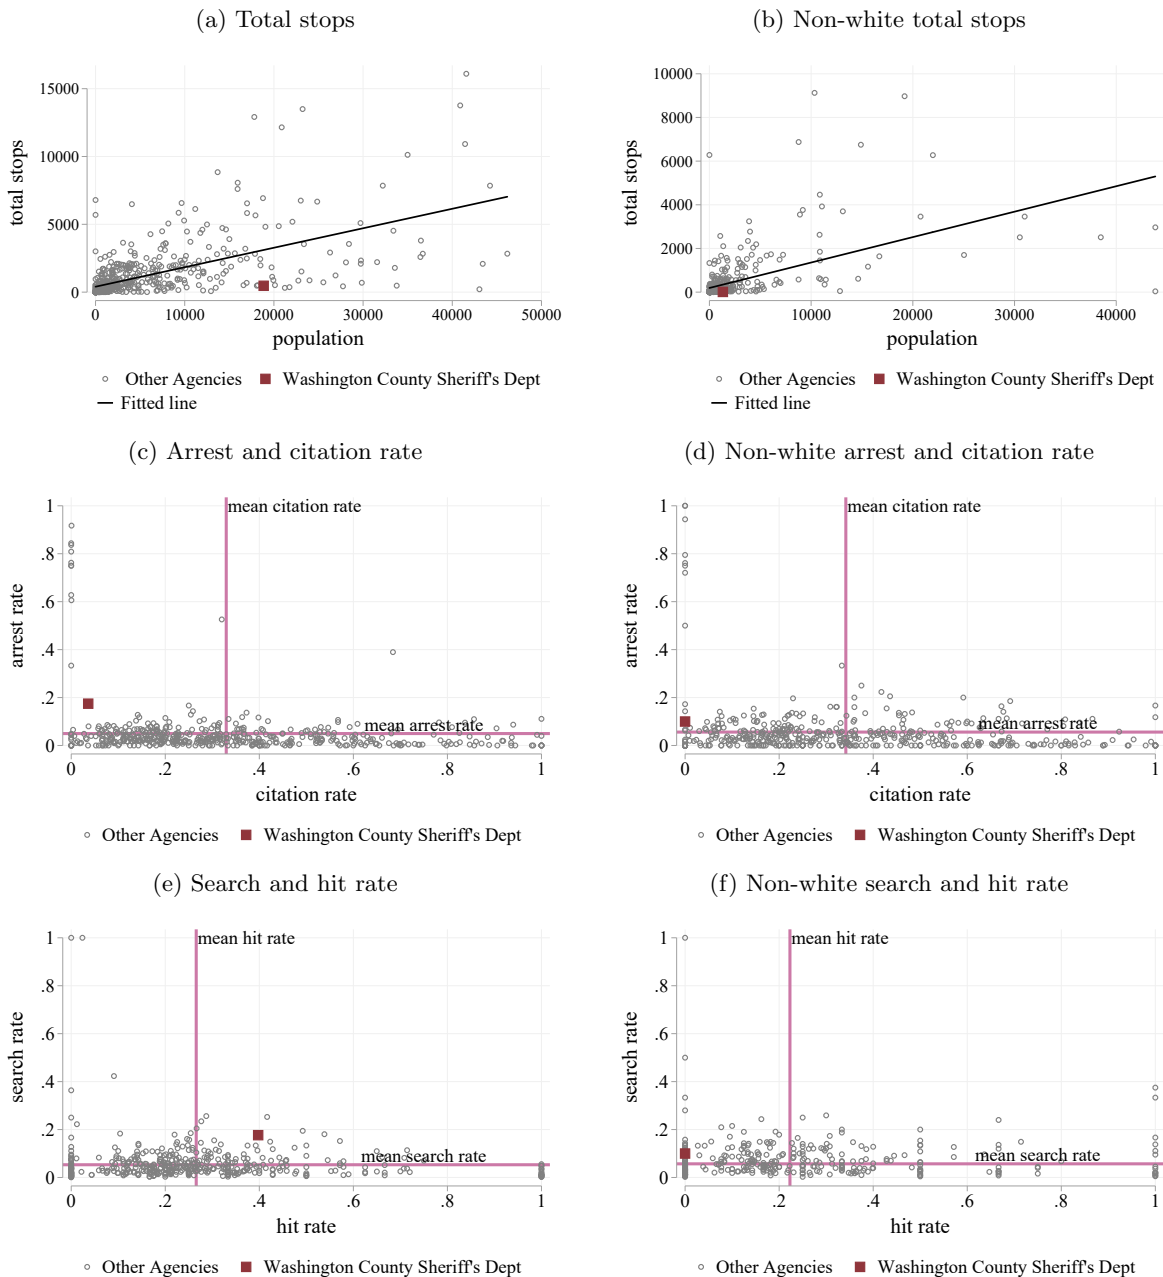 (a) Total stops
(b) Non-white total stops
total stops
15000
10000
5000
0
0
10000
20000
30000
40000
50000
population
Other Agencies
Washington County Sheriff's Dept
Fitted line
total stops
10000
8000
6000
4000
2000
0
0
10000
20000
30000
40000
population
Other Agencies
Washington County Sheriff's Dept
Fitted line
(c) Arrest and citation rate
(d) Non-white arrest and citation rate
arrest rate
1
.8
.6
.4
.2
0
mean citation rate
mean arrest rate
0
.2
.4
.6
.8
1
citation rate
Other Agencies
Washington County Sheriff's Dept
arrest rate
1
.8
.6
.4
.2
0
mean citation rate
mean arrest rate
0
.2
.4
.6
.8
1
citation rate
Other Agencies
Washington County Sheriff's Dept
(e) Search and hit rate
(f) Non-white search and hit rate
search rate
1
.8
.6
.4
.2
0
mean hit rate
mean search rate
0
.2
.4
.6
.8
1
hit rate
Other Agencies
Washington County Sheriff's Dept
search rate
1
.8
.6
.4
.2
0
mean hit rate
mean search rate
0
.2
.4
.6
.8
1
hit rate
Other Agencies
Washington County Sheriff's Dept